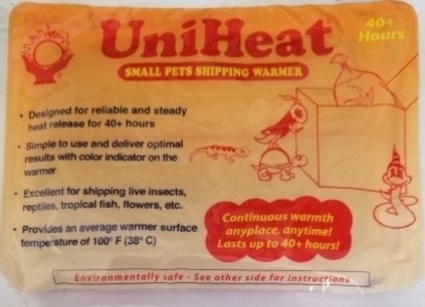 UniHeat
40+
Hours
SMALL PETS SHIPPING WARMER
• Designed for reliable and steady
heat release for 40+ hours
• Simple to use and deliver optimal
results with color indicator on the
warmer
• Excellent for shipping live insects,
reptiles, tropical fish, flowers, etc.
• Provides an average warmer surface
temperature of 100° F (38° C)
Continuous warmth
anyplace, anytime!
Lasts up to 40+ hours!
Environmentally safe - See other side for instructions